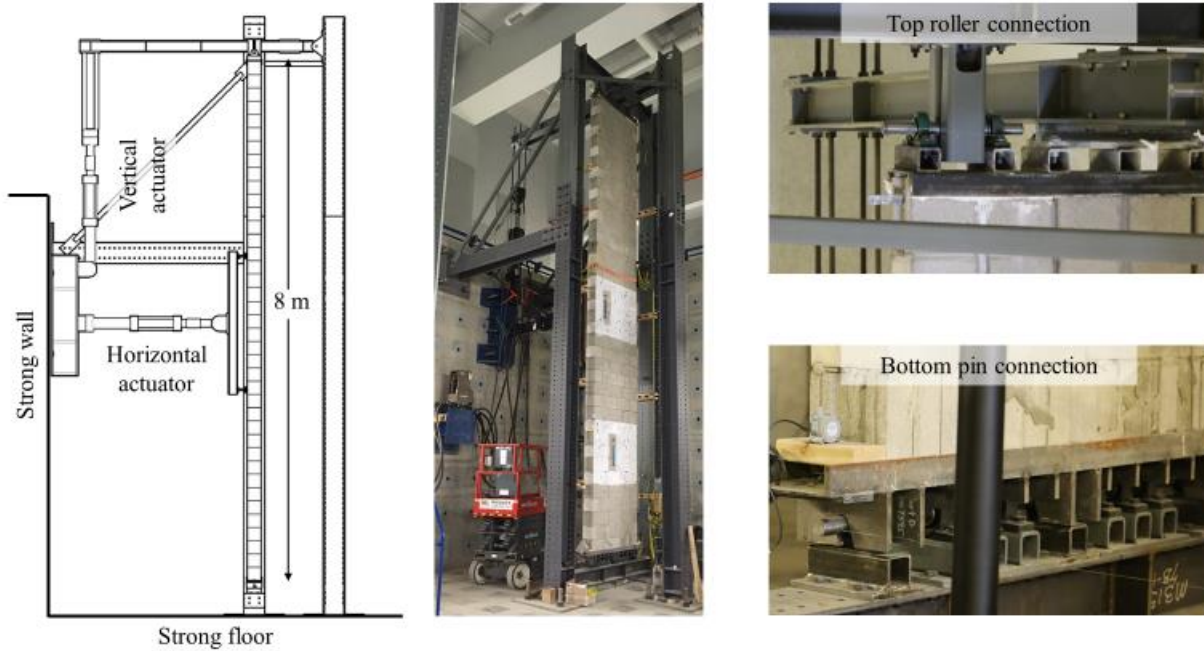 Strong wall
Vertical
actuator
Horizontal
actuator
8 m
Strong floor
Top roller connection
Bottom pin connection